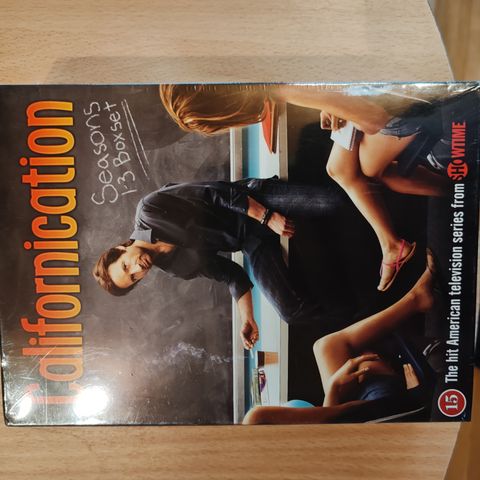 Californication
Seasons
1-3 boxset
15 The hit American television series from SHOWTIME